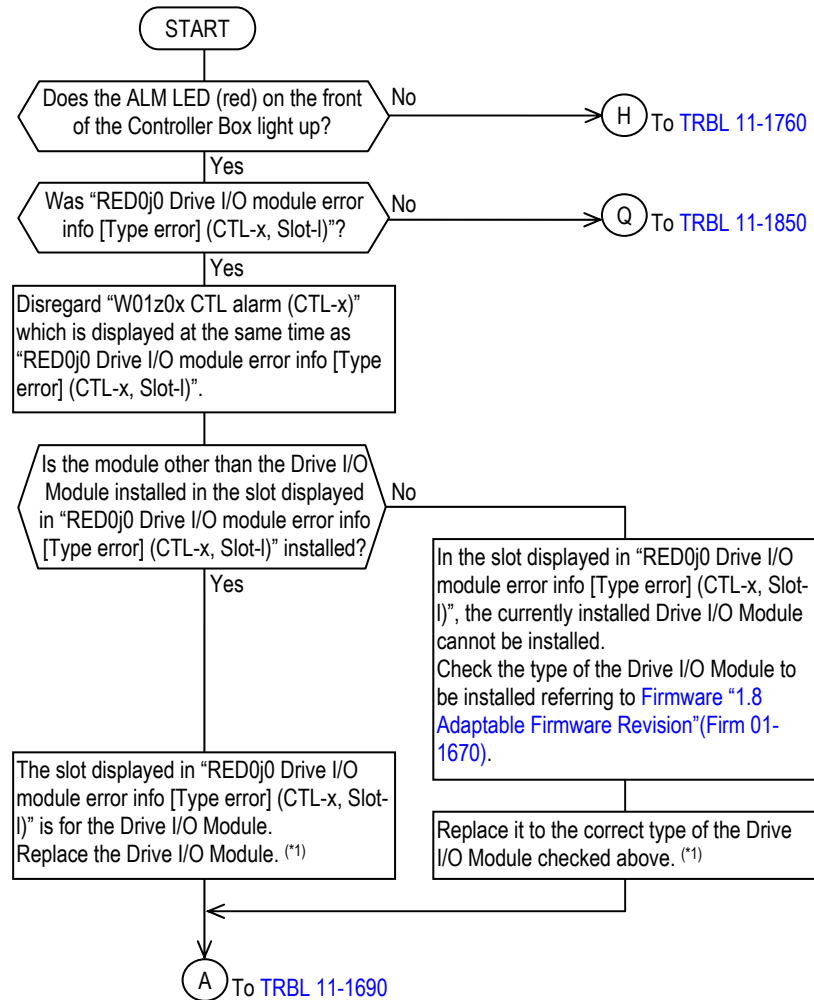 START
Does the ALM LED (red) on the front
of the Controller Box light up?
No
H
To TRBL 11-1760
Yes
Was “RED0j0 Drive I/O module error
info [Type error] (CTL-x, Slot-l)”?
No
Q
To TRBL 11-1850
Yes
Disregard “W01z0x CTL alarm (CTL-x)”
which is displayed at the same time as
“RED0j0 Drive I/O module error info [Type
error] (CTL-x, Slot-l)”.
Is the module other than the Drive I/O
Module installed in the slot displayed
in “RED0j0 Drive I/O module error info
[Type error] (CTL-x, Slot-l)” installed?
No
Yes
In the slot displayed in “RED0j0 Drive I/O
module error info [Type error] (CTL-x, Slot-
l)”, the currently installed Drive I/O Module
cannot be installed.
Check the type of the Drive I/O Module to
be installed referring to Firmware “1.8
Adaptable Firmware Revision”(Firm 01-
1670).
The slot displayed in “RED0j0 Drive I/O
module error info [Type error] (CTL-x, Slot-
l)” is for the Drive I/O Module.
Replace the Drive I/O Module. (*1)
Replace it to the correct type of the Drive
I/O Module checked above. (*1)
A
To TRBL 11-1690